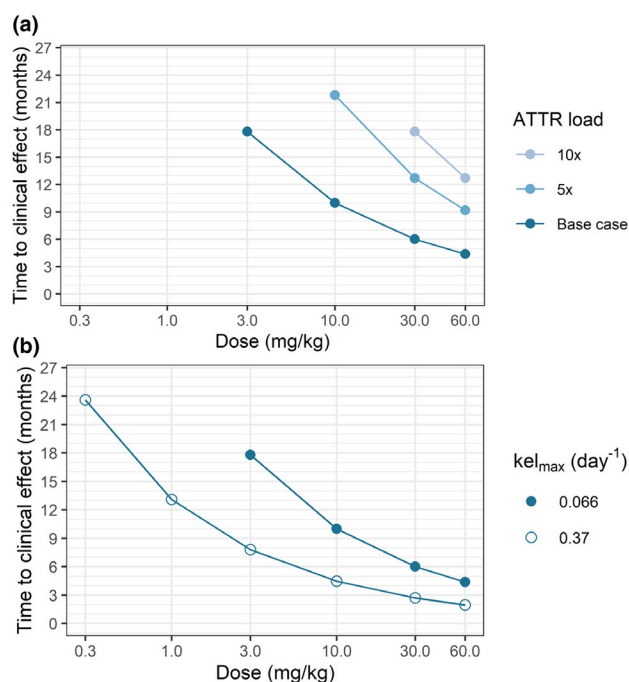 (a)
27
24
21
18
15
12
9
6
3
0
Time to clinical effect (months)
0.3 1.0 3.0 10.0 30.0 60.0
Dose (mg/kg)
ATTR load
10x
5x
Base case
(b)
27
24
21
18
15
12
9
6
3
0
Time to clinical effect (months)
0.3 1.0 3.0 10.0 30.0 60.0
Dose (mg/kg)
kelmax (day-1)
0.066
0.37